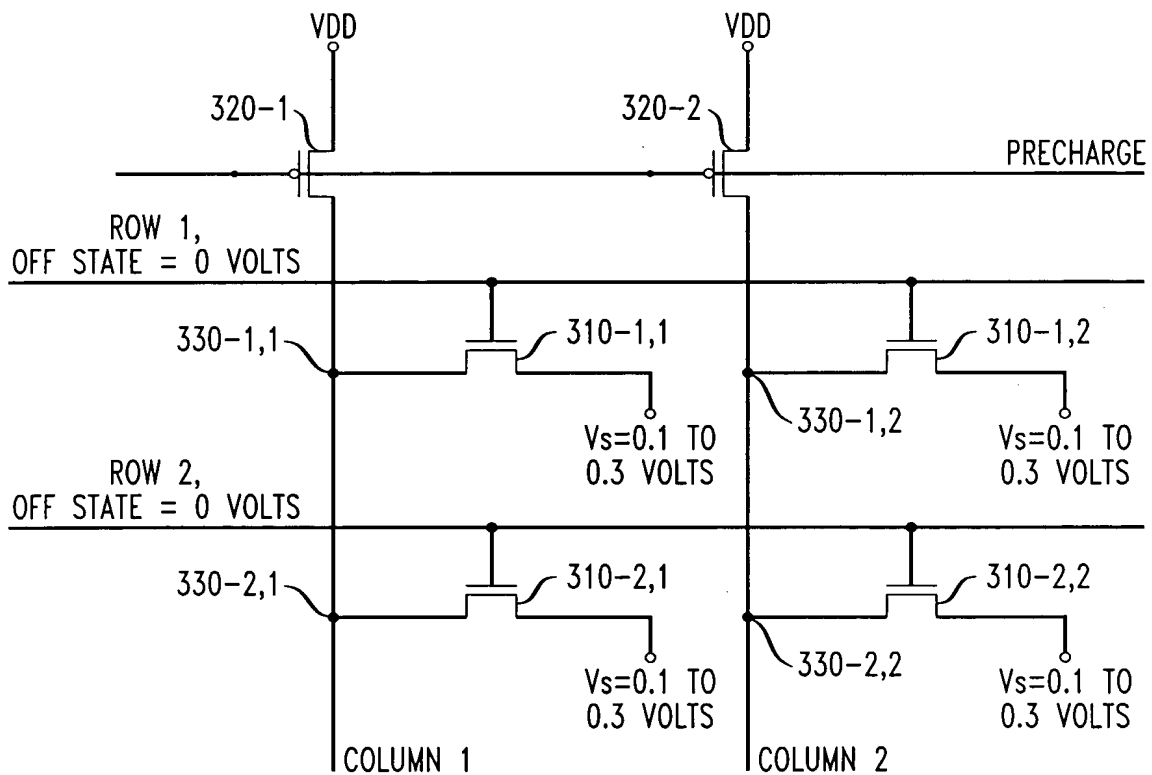 VDD
VDD
320-1
320-2
PRECHARGE
ROW 1,
OFF STATE = 0 VOLTS
330-1,1
310-1,1
310-1,2
330-1,2
Vs=0.1 TO
0.3 VOLTS
Vs=0.1 TO
0.3 VOLTS
ROW 2,
OFF STATE = 0 VOLTS
330-2,1
310-2,1
310-2,2
330-2,2
Vs=0.1 TO
0.3 VOLTS
Vs=0.1 TO
0.3 VOLTS
COLUMN 1
COLUMN 2